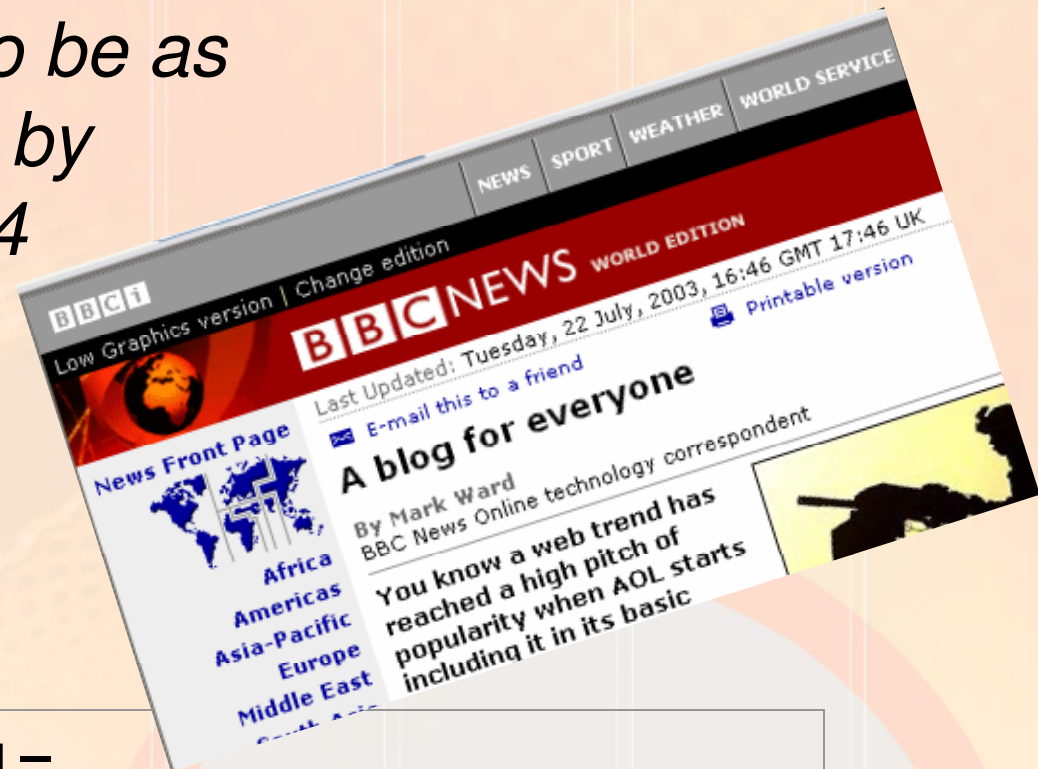 o be as
by
4
NEWS SPORT WEATHER WORLD SERVICE
BBCi
Low Graphics version | Change edition
BBC NEWS WORLD EDITION
Last Updated: Tuesday, 22 July, 2003, 16:46 GMT 17:46 UK
E-mail this to a friend
Printable version
A blog for everyone
By Mark Ward
BBC News Online technology correspondent
You know a web trend has
reached a high pitch of
popularity when AOL starts
including it in its basic
News Front Page
Africa
Americas
Asia-Pacific
Europe
Middle East
South Asia